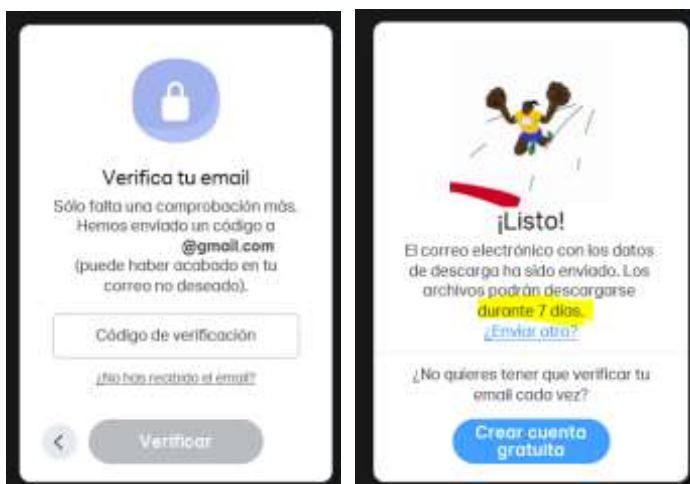 Verifica tu email
Sólo falta una comprobación más.
Hemos enviado un código a
@gmail.com
(puede haber acabado en tu
correo no deseado).
Código de verificación
¿No has recibido el email?
Verificar
¡Listo!
El correo electrónico con los datos
de descarga ha sido enviado. Los
archivos podrán descargarse
durante 7 días.
¿Enviar otro?
¿No quieres tener que verificar tu
email cada vez?
Crear cuenta
gratuita